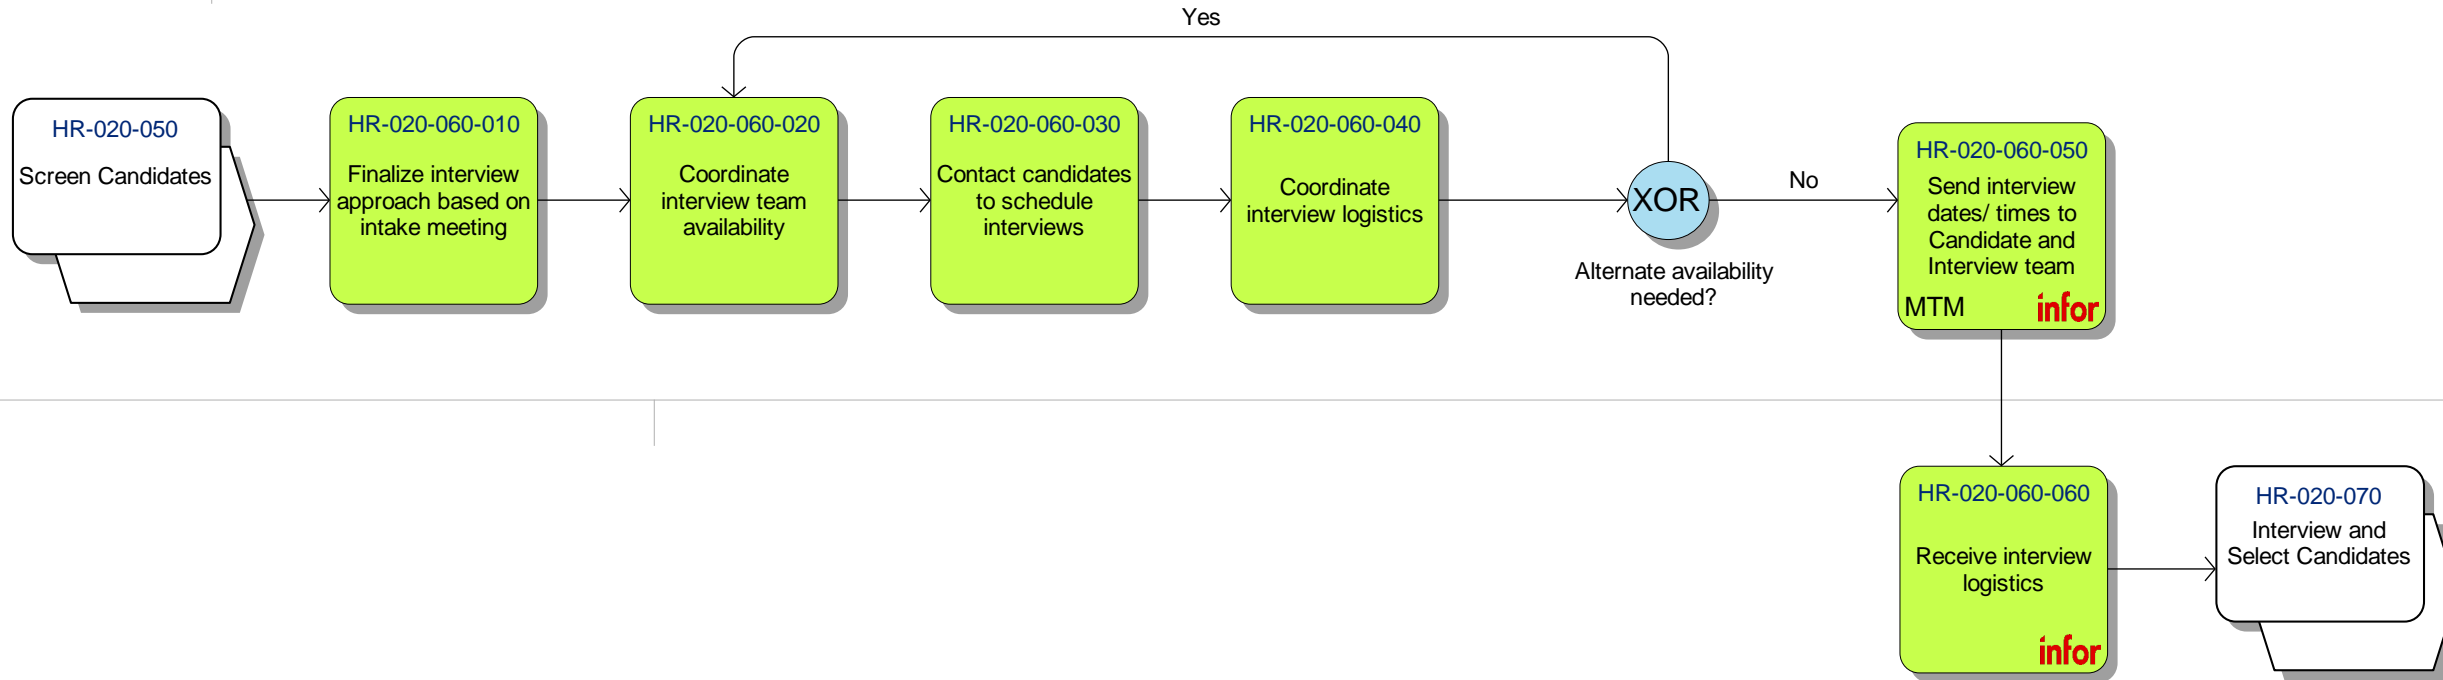 Yes
HR-020-050
Screen Candidates
HR-020-060-010
Finalize interview
approach based on
intake meeting
HR-020-060-020
Coordinate
interview team
availability
HR-020-060-030
Contact candidates
to schedule
interviews
HR-020-060-040
Coordinate
interview logistics
XOR
Alternate availability
needed?
No
HR-020-060-050
Send interview
dates/ times to
Candidate and
Interview team
MTM
infor
HR-020-060-060
Receive interview
logistics
infor
HR-020-070
Interview and
Select Candidates